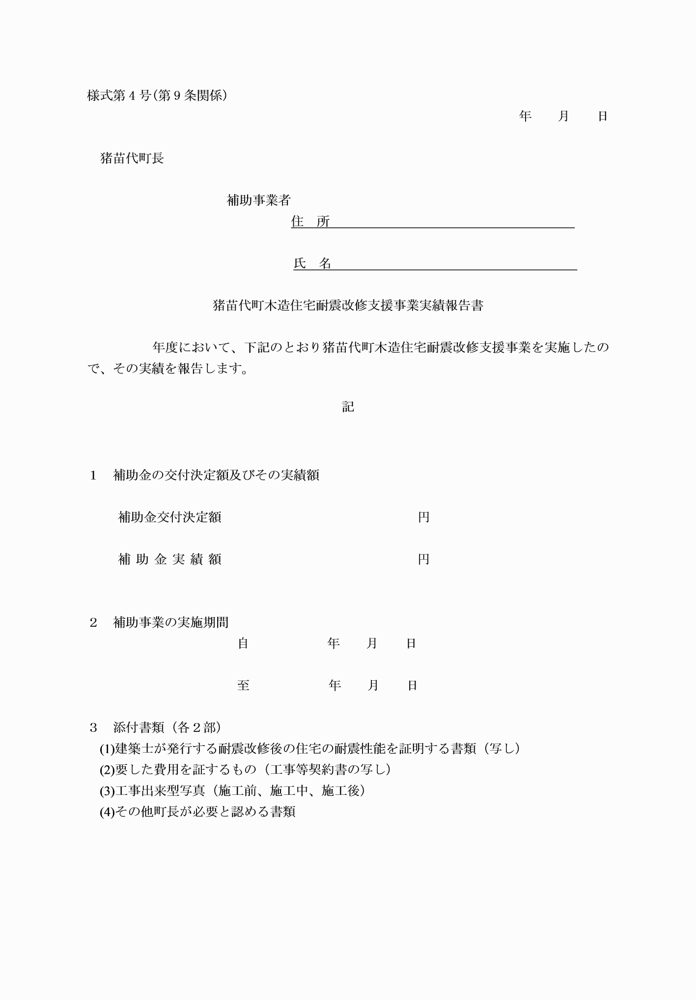 様式第4号(第9条関係)
年　　月　　日
猪苗代町長
補助事業者
住　所
氏　名
猪苗代町木造住宅耐震改修支援事業実績報告書
年度において、下記のとおり猪苗代町木造住宅耐震改修支援事業を実施したの
で、その実績を報告します。
記
１　補助金の交付決定額及びその実績額
補助金交付決定額　　　　　　　　円
補助金実績額　　　　　　　　円
２　補助事業の実施期間
自　　　　　　年　　月　　日
至　　　　　　年　　月　　日
３　添付書類（各２部）
(1)建築士が発行する耐震改修後の住宅の耐震性能を証明する書類（写し）
(2)要した費用を証するもの（工事等契約書の写し）
(3)工事出来型写真（施工前、施工中、施工後）
(4)その他町長が必要と認める書類